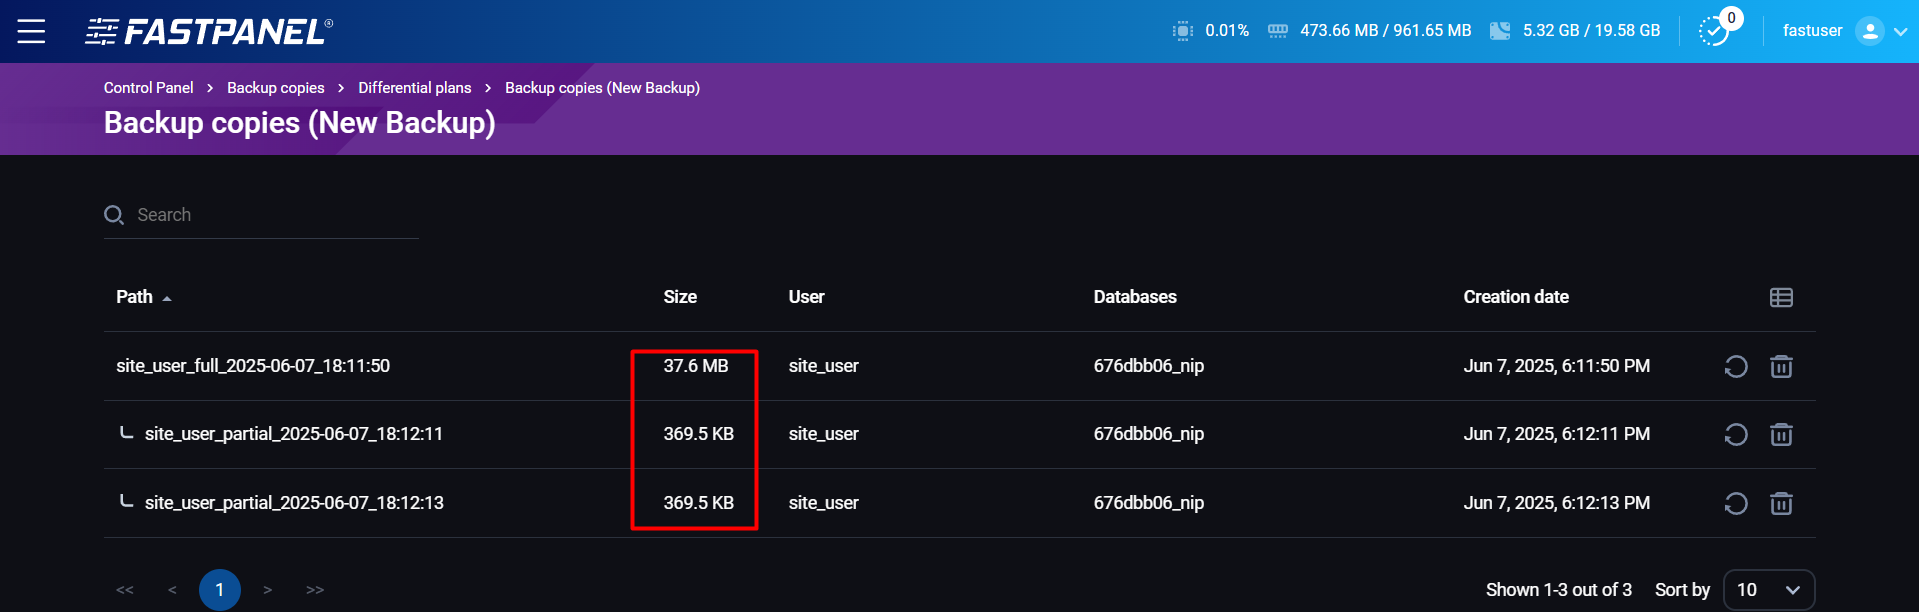 FASTPANEL®
0.01%
473.66 MB / 961.65 MB
5.32 GB / 19.58 GB
0
fastuser
Control Panel > Backup copies > Differential plans > Backup copies (New Backup)
Backup copies (New Backup)
Search
Path Size User Databases Creation date
site_user_full_2025-06-07_18:11:50 37.6 MB site_user 676dbb06_nip Jun 7, 2025, 6:11:50 PM
site_user_partial_2025-06-07_18:12:11 369.5 KB site_user 676dbb06_nip Jun 7, 2025, 6:12:11 PM
site_user_partial_2025-06-07_18:12:13 369.5 KB site_user 676dbb06_nip Jun 7, 2025, 6:12:13 PM
<< < 1 > >> Shown 1-3 out of 3 Sort by 10